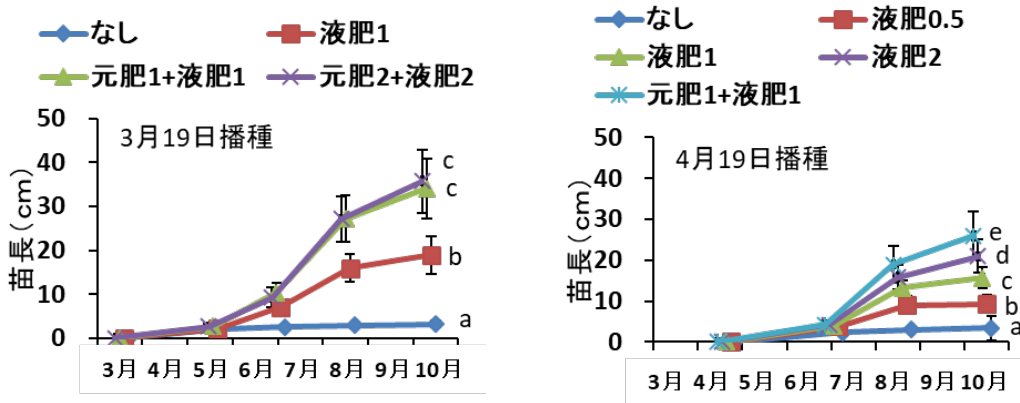 なし
液肥1
元肥1+液肥1
元肥2+液肥2
3月19日播種
苗長(cm)
50
40
30
20
10
0
c
c
b
a
3月 4月 5月 6月 7月 8月 9月 10月
なし
液肥0.5
液肥1
液肥2
元肥1+液肥1
4月19日播種
苗長(cm)
50
40
30
20
10
0
e
d
c
b
a
3月 4月 5月 6月 7月 8月 9月 10月